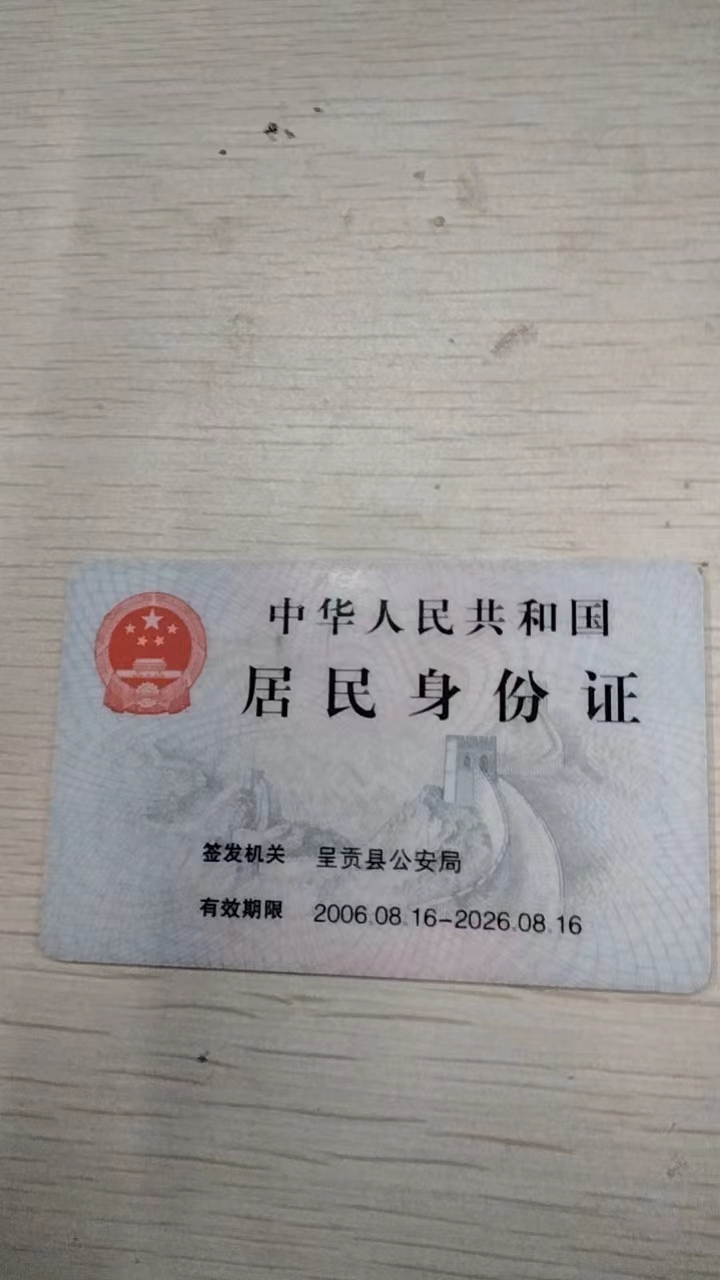 中华人民共和国
居民身份证
签发机关 呈贡县公安局
有效期限 2006.08.16-2026.08.16